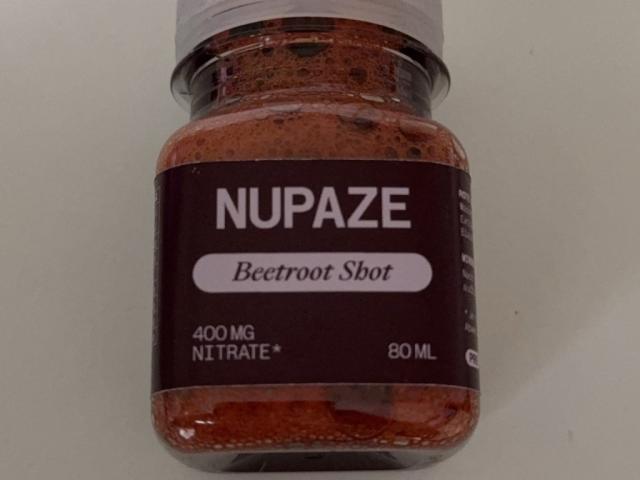 NUPAZE
Beetroot Shot
400 MG
NITRATE*
80 ML